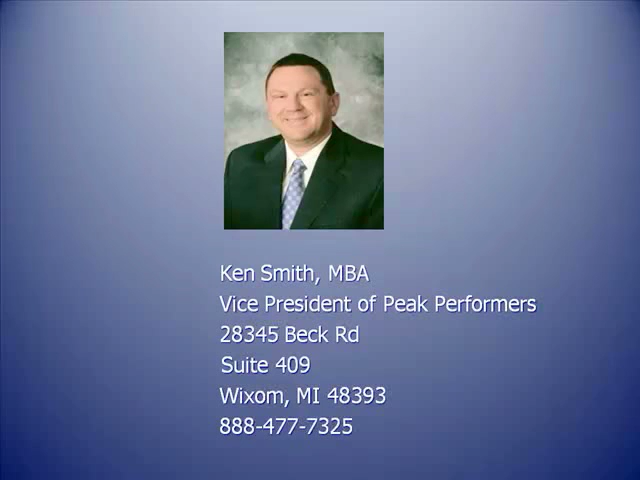 Ken Smith, MBA
Vice President of Peak Performers
28345 Beck Rd
Suite 409
Wixom, MI 48393
888-477-7325